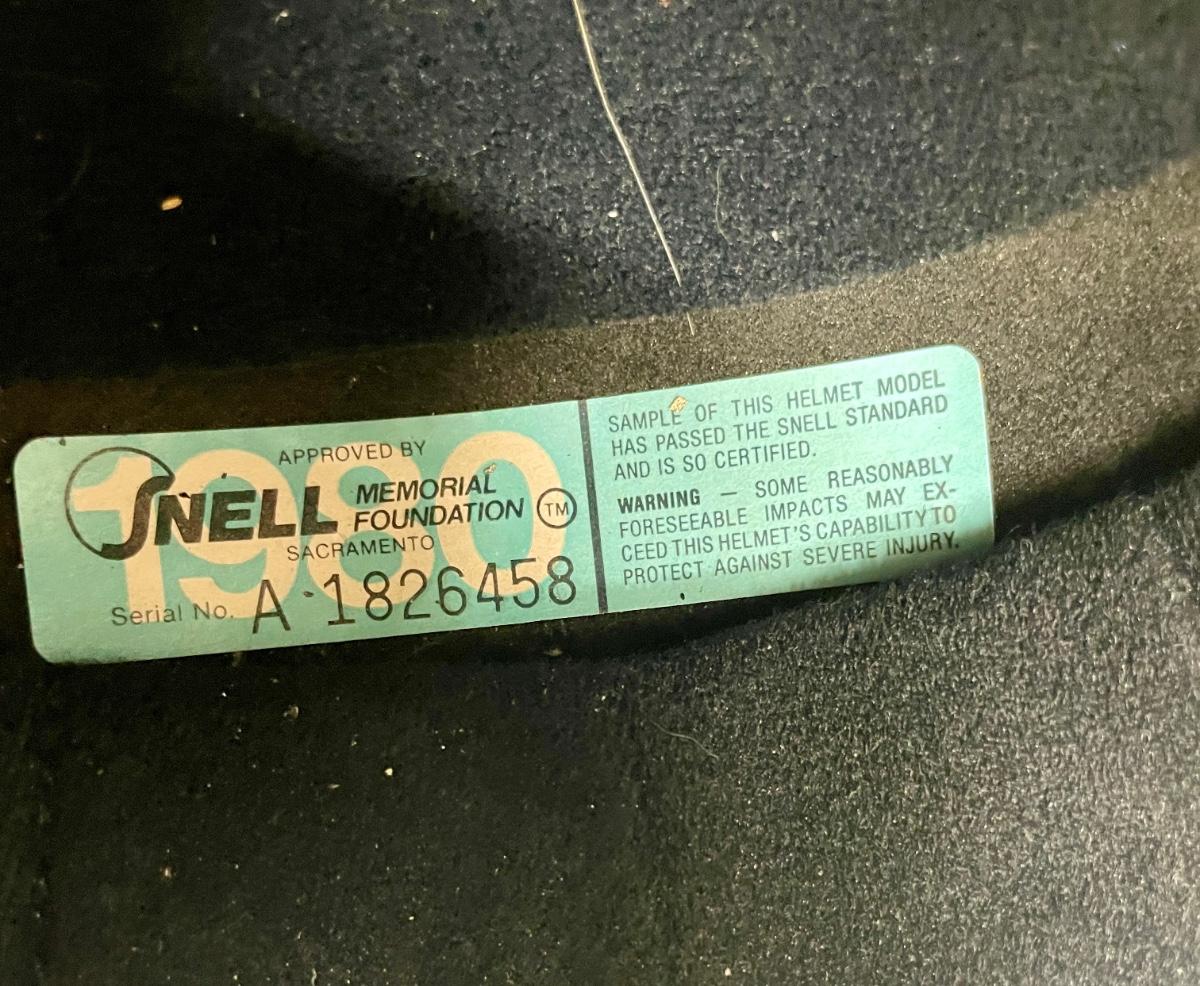 1980
APPROVED BY
SNELL MEMORIAL
FOUNDATION TM
SACRAMENTO
Serial No. A 1826458
SAMPLE OF THIS HELMET MODEL
HAS PASSED THE SNELL STANDARD
AND IS SO CERTIFIED.
WARNING — SOME REASONABLY
FORESEEABLE IMPACTS MAY EX-
CEED THIS HELMET'S CAPABILITY TO
PROTECT AGAINST SEVERE INJURY.